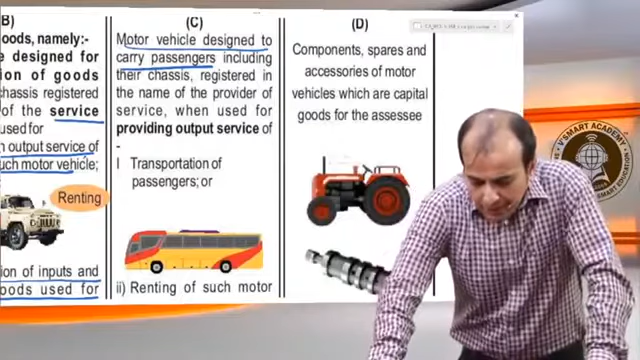 B)
oods, namely:-
e designed for
ion of goods
chassis registered
of the service
used for
n output service of
uch motor vehicle;
Renting
ion of inputs and
oods used for
(C)
Motor vehicle designed to
carry passengers including
their chassis, registered in
the name of the provider of
service, when used for
providing output service of
-
I Transportation of
passengers; or
ii) Renting of such motor
(D)
Components, spares and
accessories of motor
vehicles which are capital
goods for the assessee
V'SMART ACADEMY